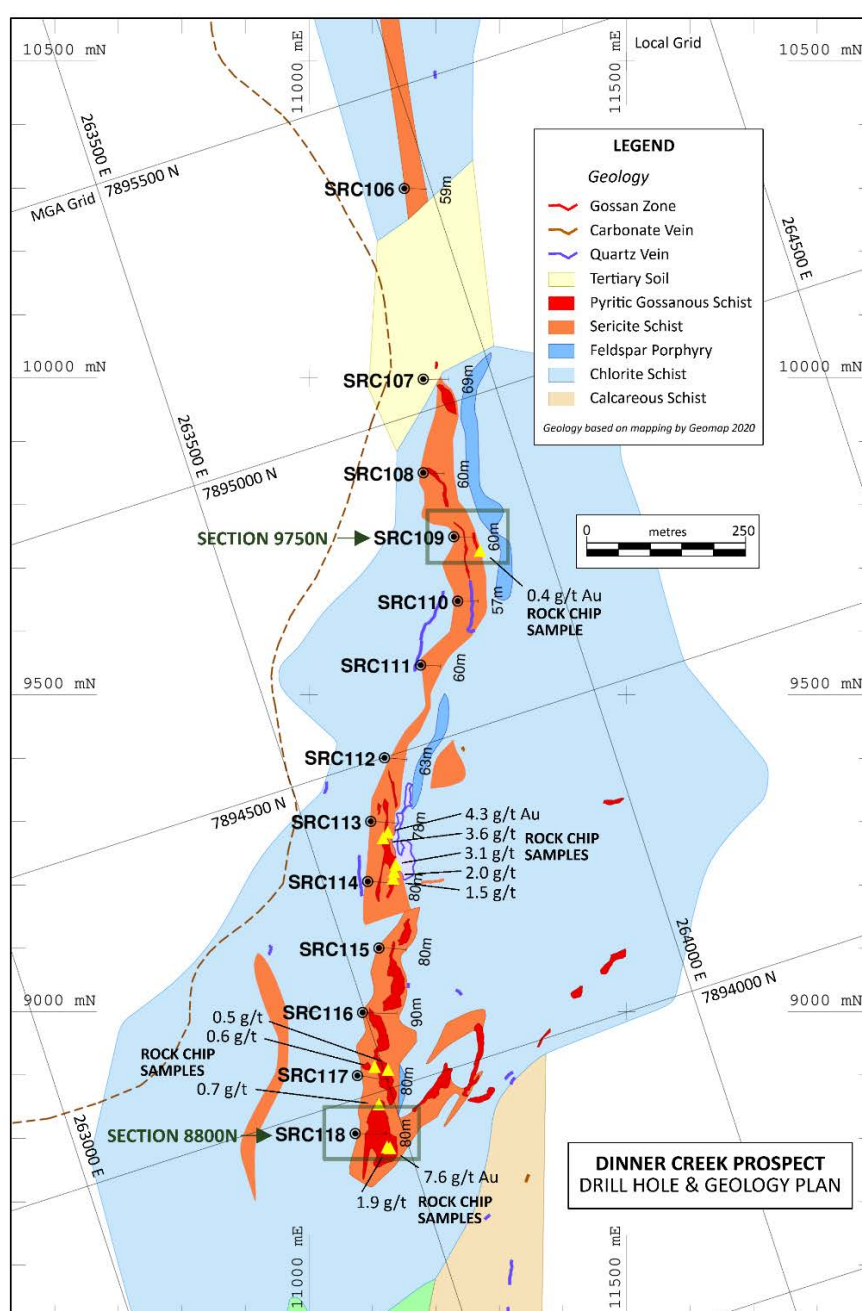 10500 mN
11000 mE
Local Grid
11500 mE
10500 mN
LEGEND
Geology
Gossan Zone
Carbonate Vein
Quartz Vein
Tertiary Soil
Pyritic Gossanous Schist
Sericite Schist
Feldspar Porphyry
Chlorite Schist
Calcareous Schist
Geology based on mapping by Geomap 2020
263500 E
7895500 N
MGA Grid
SRC106
59m
264500 E
10000 mN
SRC107
69m
10000 mN
263500 E
7895000 N
SRC108
60m
SECTION 9750N
SRC109
60m
0 metres 250
0.4 g/t Au
ROCK CHIP
SAMPLE
SRC110
57m
SRC111
60m
9500 mN
9500 mN
SRC112
63m
7894500 N
SRC113
78m
4.3 g/t Au
3.6 g/t
3.1 g/t
2.0 g/t
1.5 g/t
ROCK CHIP
SAMPLES
SRC114
80m
SRC115
80m
264000 E
7894000 N
9000 mN
SRC116
90m
9000 mN
0.5 g/t
0.6 g/t
ROCK CHIP
SAMPLES
SRC117
80m
0.7 g/t
263000 E
SECTION 8800N
SRC118
80m
7.6 g/t Au
1.9 g/t
ROCK CHIP
SAMPLES
DINNER CREEK PROSPECT
DRILL HOLE & GEOLOGY PLAN
11000 mE
11500 mE